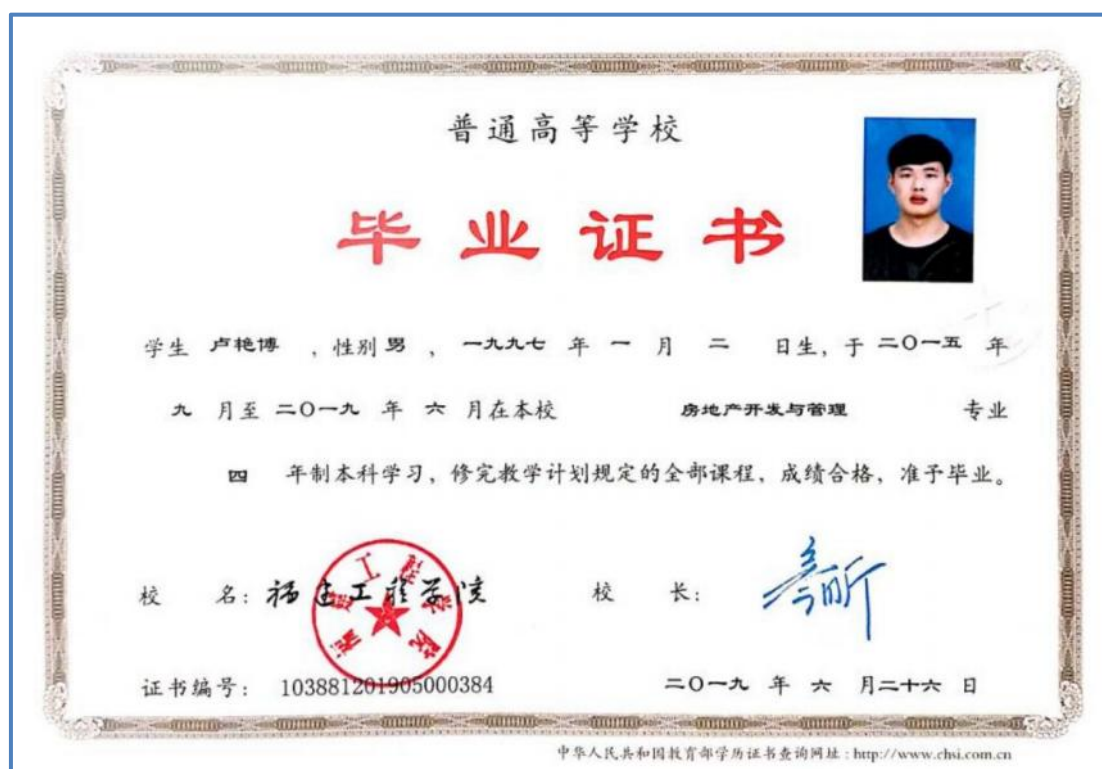 普通高等学校
毕业证书
学生 卢艳博 ，性别 男 ，一九九七 年 一 月 二 日生，于 二〇一五 年
九 月至 二〇一九 年 六 月在本校 房地产开发与管理 专业
四 年制本科学习，修完教学计划规定的全部课程，成绩合格，准予毕业。
校 名：福建工程学院 校 长：
福建工程学院
证书编号： 103881201905000384 二〇一九 年 六 月二十六 日
中华人民共和国教育部学历证书查询网址：http://www.chsi.com.cn